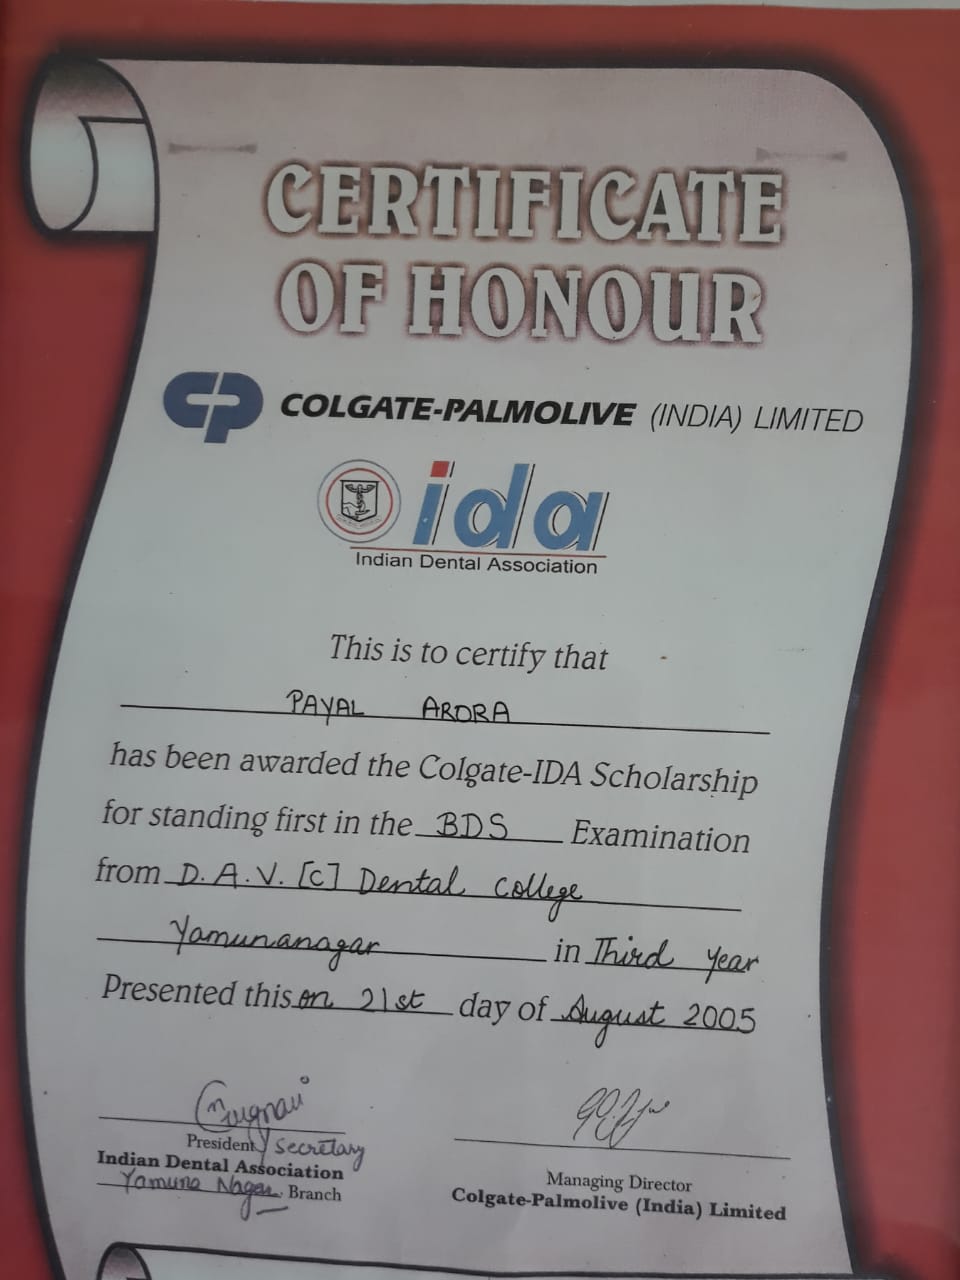 CERTIFICATE
OF HONOUR
CP COLGATE-PALMOLIVE (INDIA) LIMITED
ida
Indian Dental Association
This is to certify that
PAYAL ARORA
has been awarded the Colgate-IDA Scholarship
for standing first in the BDS Examination
from D.A.V. [C] Dental College
Yamunanagar in Third Year
Presented this on 21st day of August 2005
President/Secretary
Indian Dental Association
Yamuna Nagar Branch
Managing Director
Colgate-Palmolive (India) Limited